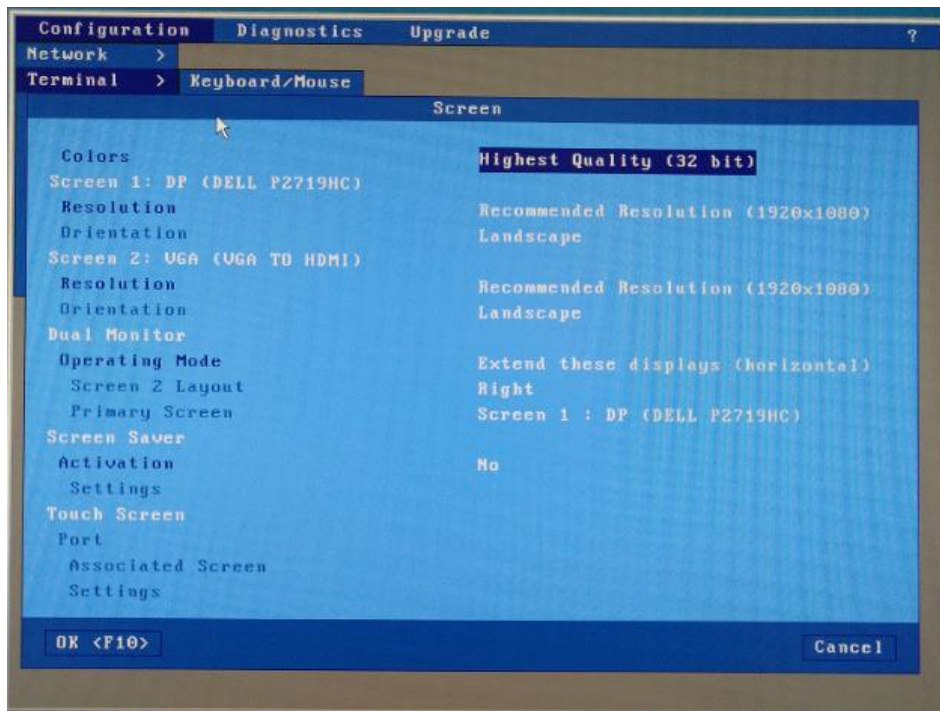 Configuration Diagnostics Upgrade ?
Network >
Terminal > Keyboard/Mouse
Screen
Colors Highest Quality (32 bit)
Screen 1: DP (DELL P2719HC)
Resolution Recommended Resolution (1920x1080)
Orientation Landscape
Screen 2: VGA (VGA TO HDMI)
Resolution Recommended Resolution (1920x1080)
Orientation Landscape
Dual Monitor
Operating Mode Extend these displays (horizontal)
Screen 2 Layout Right
Primary Screen Screen 1 : DP (DELL P2719HC)
Screen Saver
Activation No
Settings
Touch Screen
Port
Associated Screen
Settings
OK <F10> Cancel